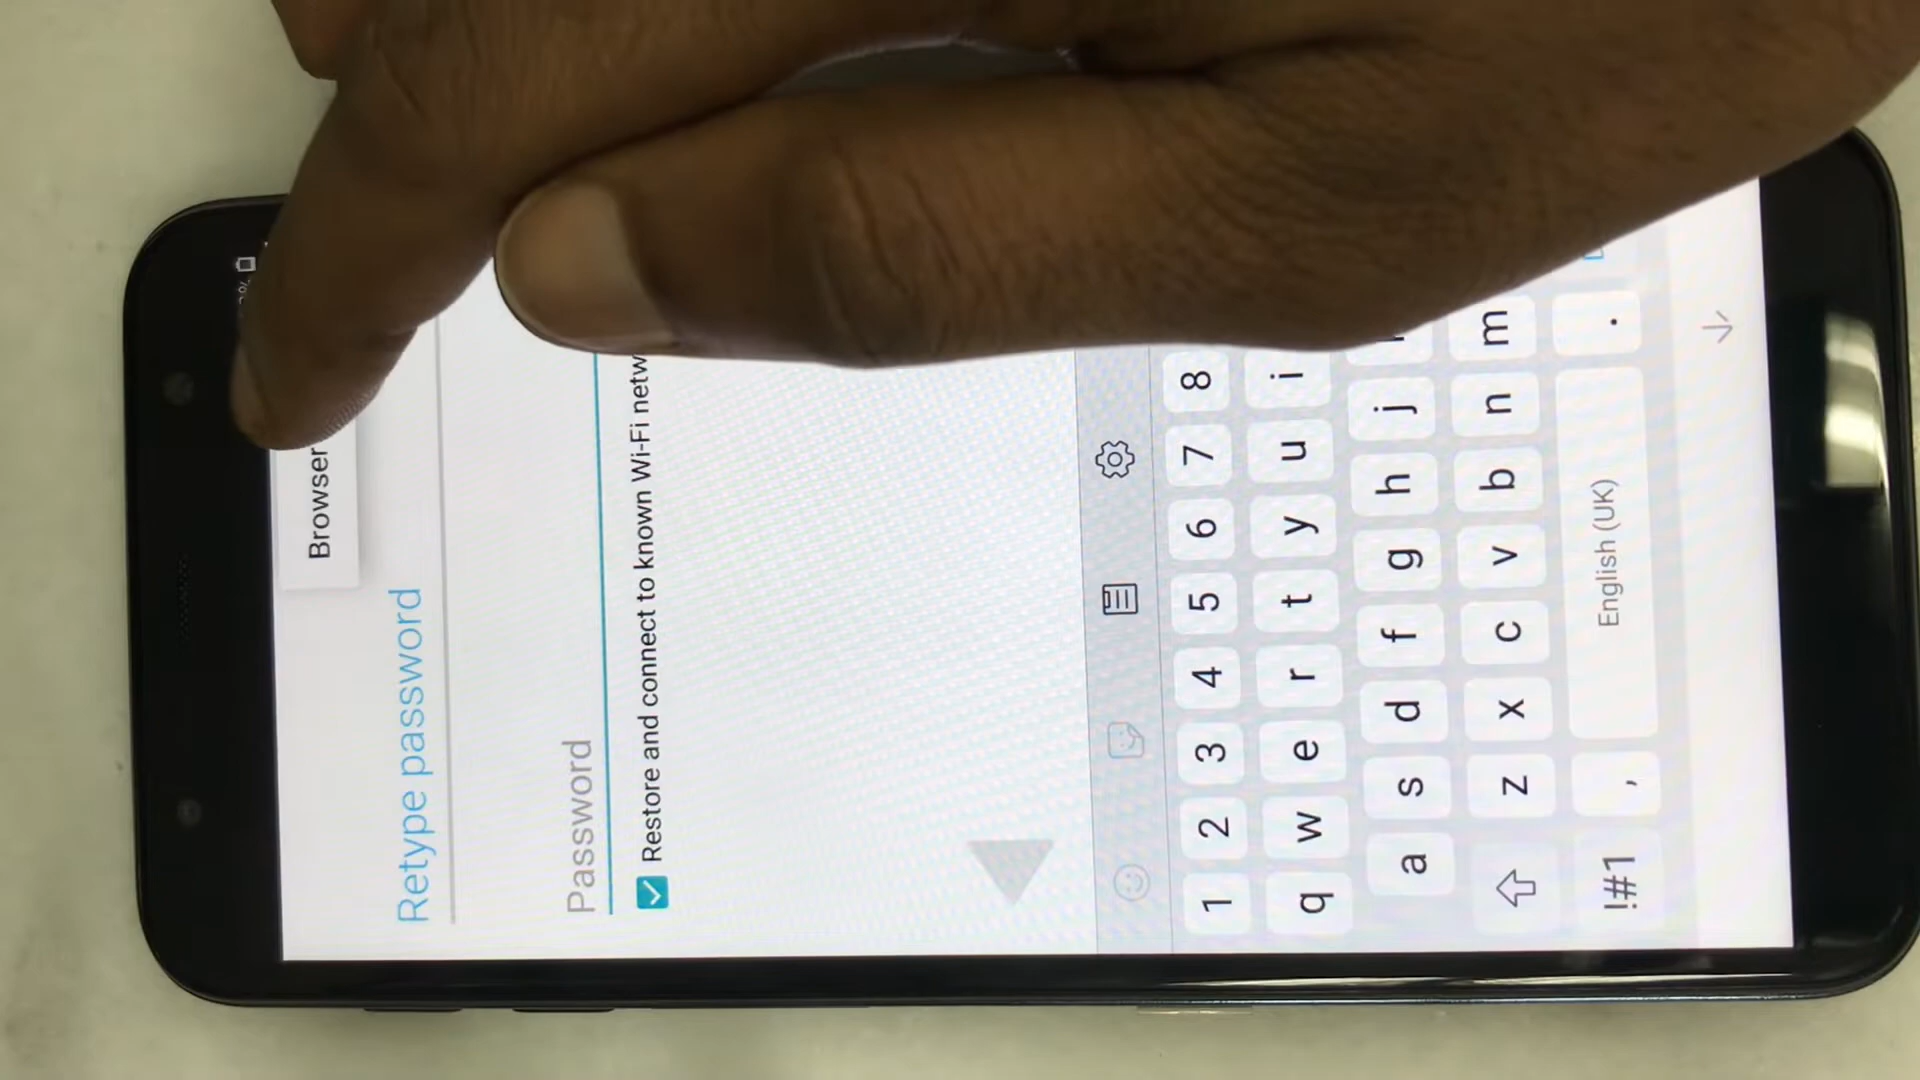 Browser
Retype password
Password
Restore and connect to known Wi-Fi netw
1 2 3 4 5 6 7 8
q w e r t y u i
a s d f g h j
z x c v b n m
!#1 , English (UK) .